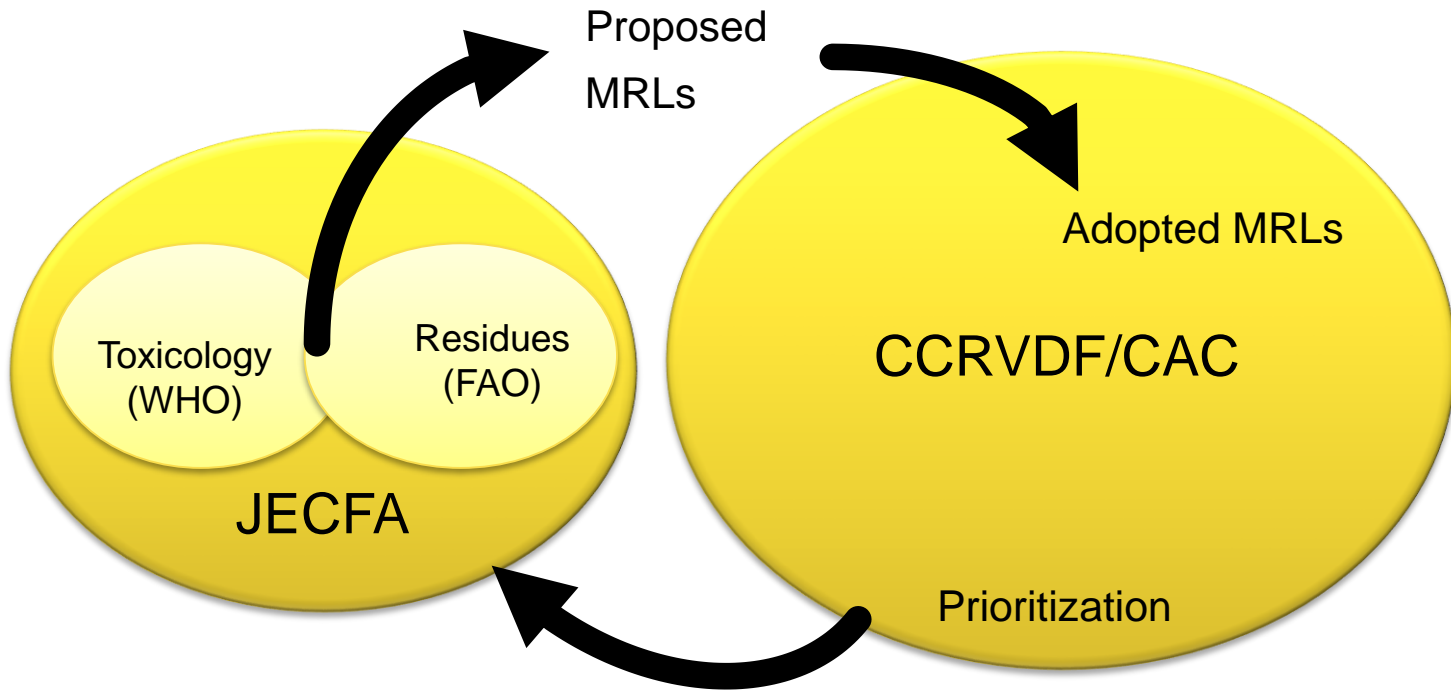 Proposed
MRLs
Adopted MRLs
Toxicology
(WHO)
Residues
(FAO)
CCRVDF/CAC
JECFA
Prioritization